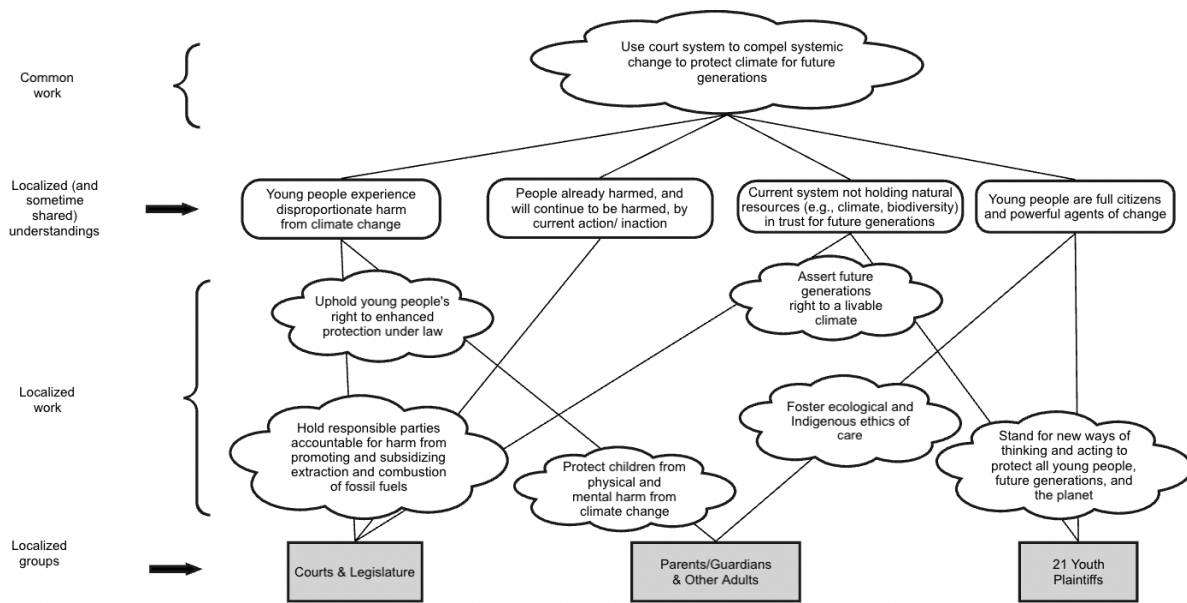 Use court system to compel systemic
change to protect climate for future
generations
Common
work
Localized (and
sometime
shared)
understandings
Young people experience
disproportionate harm
from climate change
People already harmed, and
will continue to be harmed, by
current action/ inaction
Current system not holding natural
resources (e.g., climate, biodiversity)
in trust for future generations
Young people are full citizens
and powerful agents of change
Uphold young people's
right to enhanced
protection under law
Assert future
generations
right to a livable
climate
Localized
work
Hold responsible parties
accountable for harm from
promoting and subsidizing
extraction and combustion
of fossil fuels
Protect children from
physical and
mental harm from
climate change
Foster ecological and
Indigenous ethics of
care
Stand for new ways of
thinking and acting to
protect all young people,
future generations, and
the planet
Localized
groups
Courts & Legislature
Parents/Guardians
& Other Adults
21 Youth
Plaintiffs